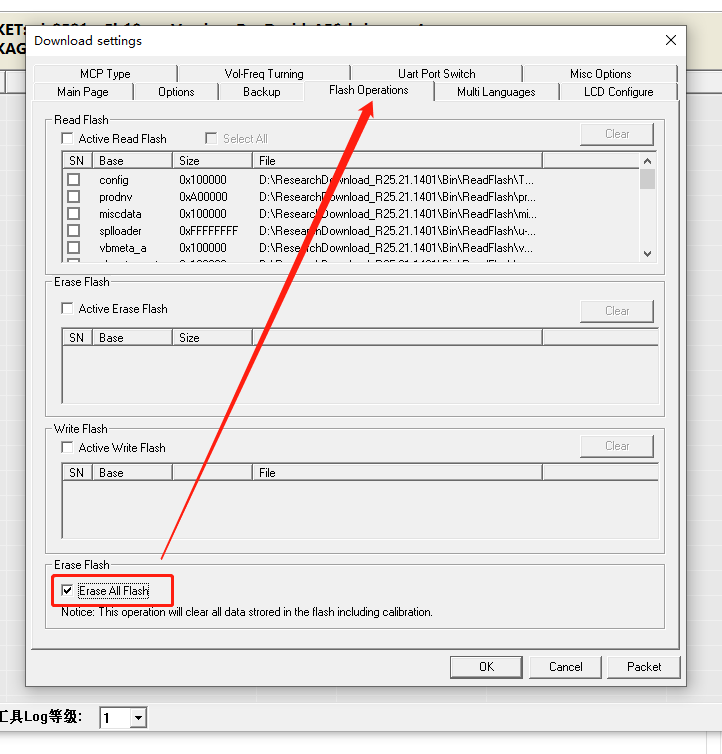 Download settings
MCP Type Vol-Freq Turning Uart Port Switch Misc Options
Main Page Options Backup Flash Operations Multi Languages LCD Configure
Read Flash
Active Read Flash Select All Clear
SN Base Size File
config 0x100000 D:\ResearchDownload_R25.21.1401\Bin\ReadFlash\T...
prodnv 0xA00000 D:\ResearchDownload_R25.21.1401\Bin\ReadFlash\pr...
miscdata 0x100000 D:\ResearchDownload_R25.21.1401\Bin\ReadFlash\mi...
splloader 0xFFFFFFFF D:\ResearchDownload_R25.21.1401\Bin\ReadFlash\u-...
vbmeta_a 0x100000 D:\ResearchDownload_R25.21.1401\Bin\ReadFlash\v...
Erase Flash
Active Erase Flash Clear
SN Base Size
Write Flash
Active Write Flash Clear
SN Base File
Erase Flash
Erase All Flash
Notice: This operation will clear all data strored in the flash including calibration.
OK Cancel Packet
工具Log等级: 1